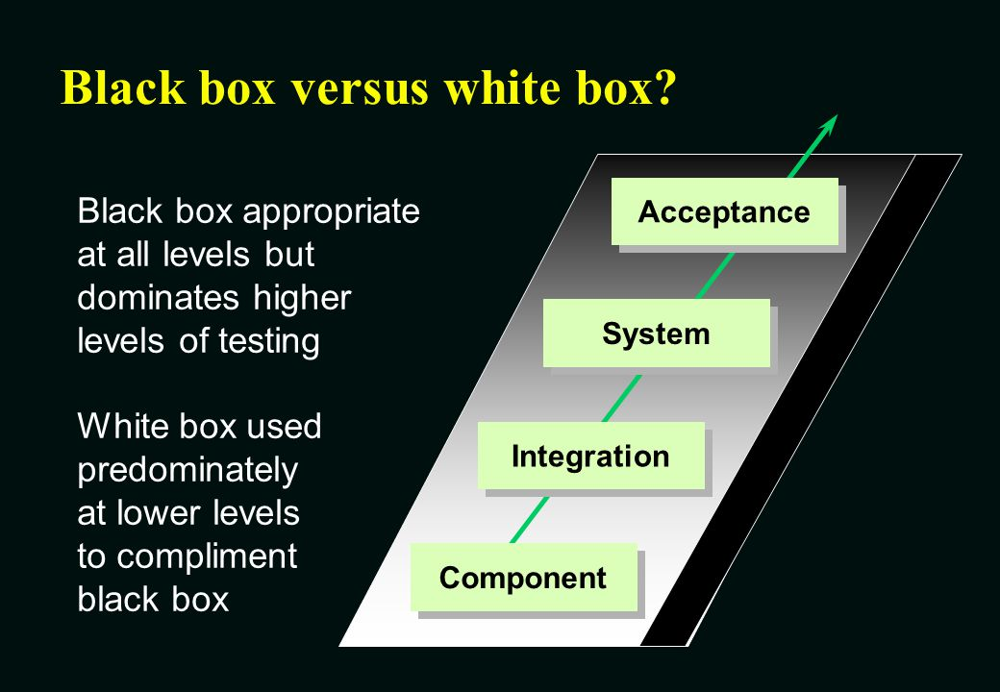 Black box versus white box?
Black box appropriate
at all levels but
dominates higher
levels of testing
White box used
predominately
at lower levels
to compliment
black box
Acceptance
System
Integration
Component